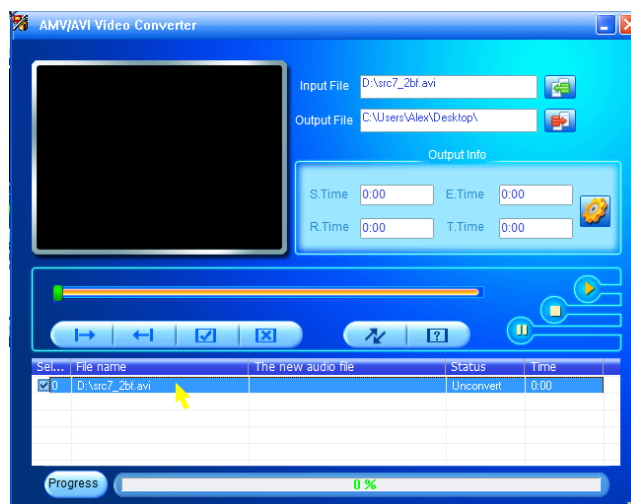 AMV/AVI Video Converter
Input File D:\src7_2bf.avi
Output File C:\Users\Alex\Desktop\
Output Info
S.Time 0:00 E.Time 0:00
R.Time 0:00 T.Time 0:00
Sel... File name The new audio file Status Time
0 D:\src7_2bf.avi Unconvert 0:00
Progress 0 %